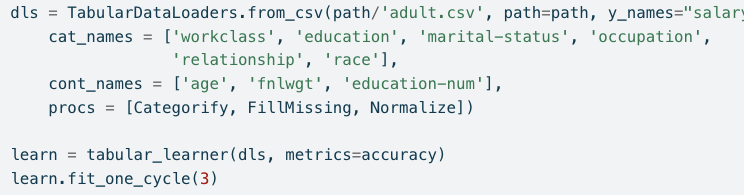 dls = TabularDataLoaders.from_csv(path/'adult.csv', path=path, y_names="salary
    cat_names = ['workclass', 'education', 'marital-status', 'occupation',
                 'relationship', 'race'],
    cont_names = ['age', 'fnlwgt', 'education-num'],
    procs = [Categorify, FillMissing, Normalize])

learn = tabular_learner(dls, metrics=accuracy)
learn.fit_one_cycle(3)